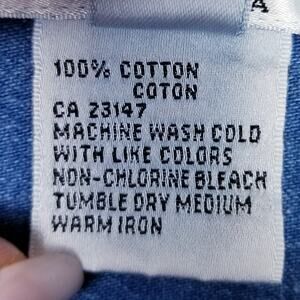 A
100% COTTON
COTON
CA 23147
MACHINE WASH COLD
WITH LIKE COLORS
NON-CHLORINE BLEACH
TUMBLE DRY MEDIUM
WARM IRON